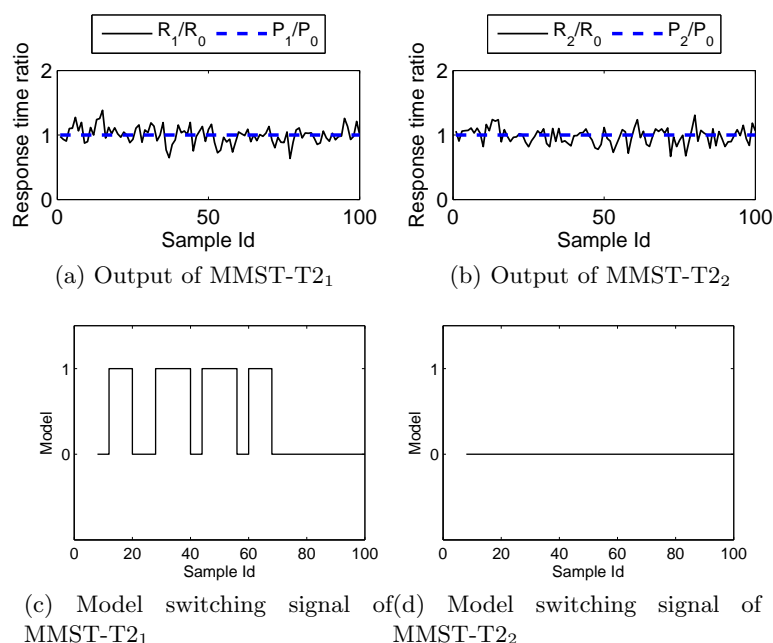 R₁/R₀ P₁/P₀
R₂/R₀ P₂/P₀
Response time ratio
2
1
0
0 50 100
Sample Id
(a) Output of MMST-T2₁
Response time ratio
2
1
0
0 50 100
Sample Id
(b) Output of MMST-T2₂
Model
1
0
0 20 40 60 80 100
Sample Id
Model
1
0
0 20 40 60 80 100
Sample Id
(c) Model switching signal of
MMST-T2₁
(d) Model switching signal of
MMST-T2₂